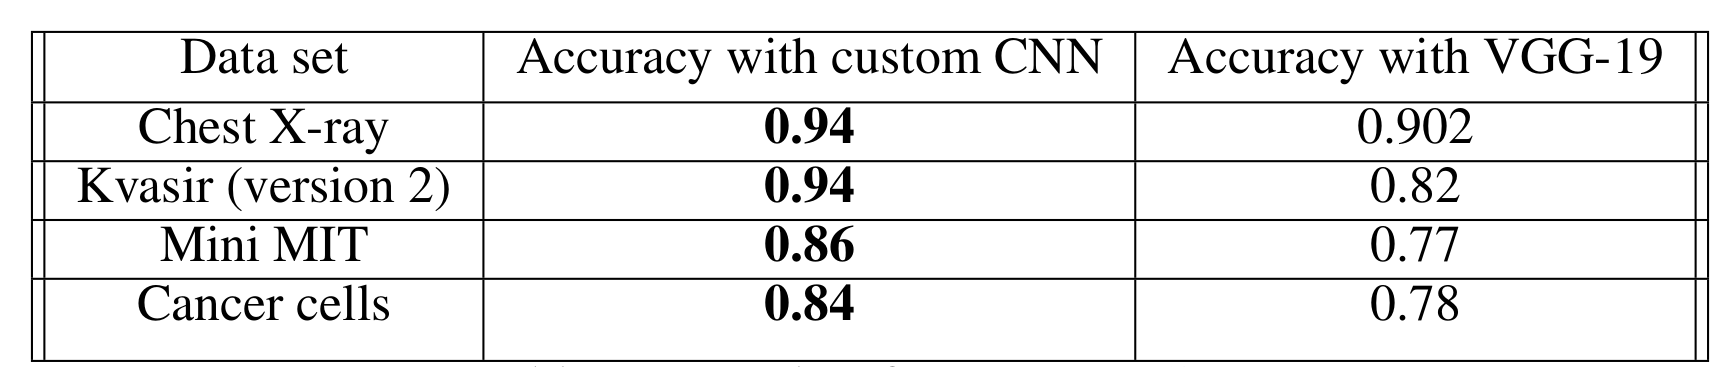 Data set Accuracy with custom CNN Accuracy with VGG-19
Chest X-ray 0.94 0.902
Kvasir (version 2) 0.94 0.82
Mini MIT 0.86 0.77
Cancer cells 0.84 0.78